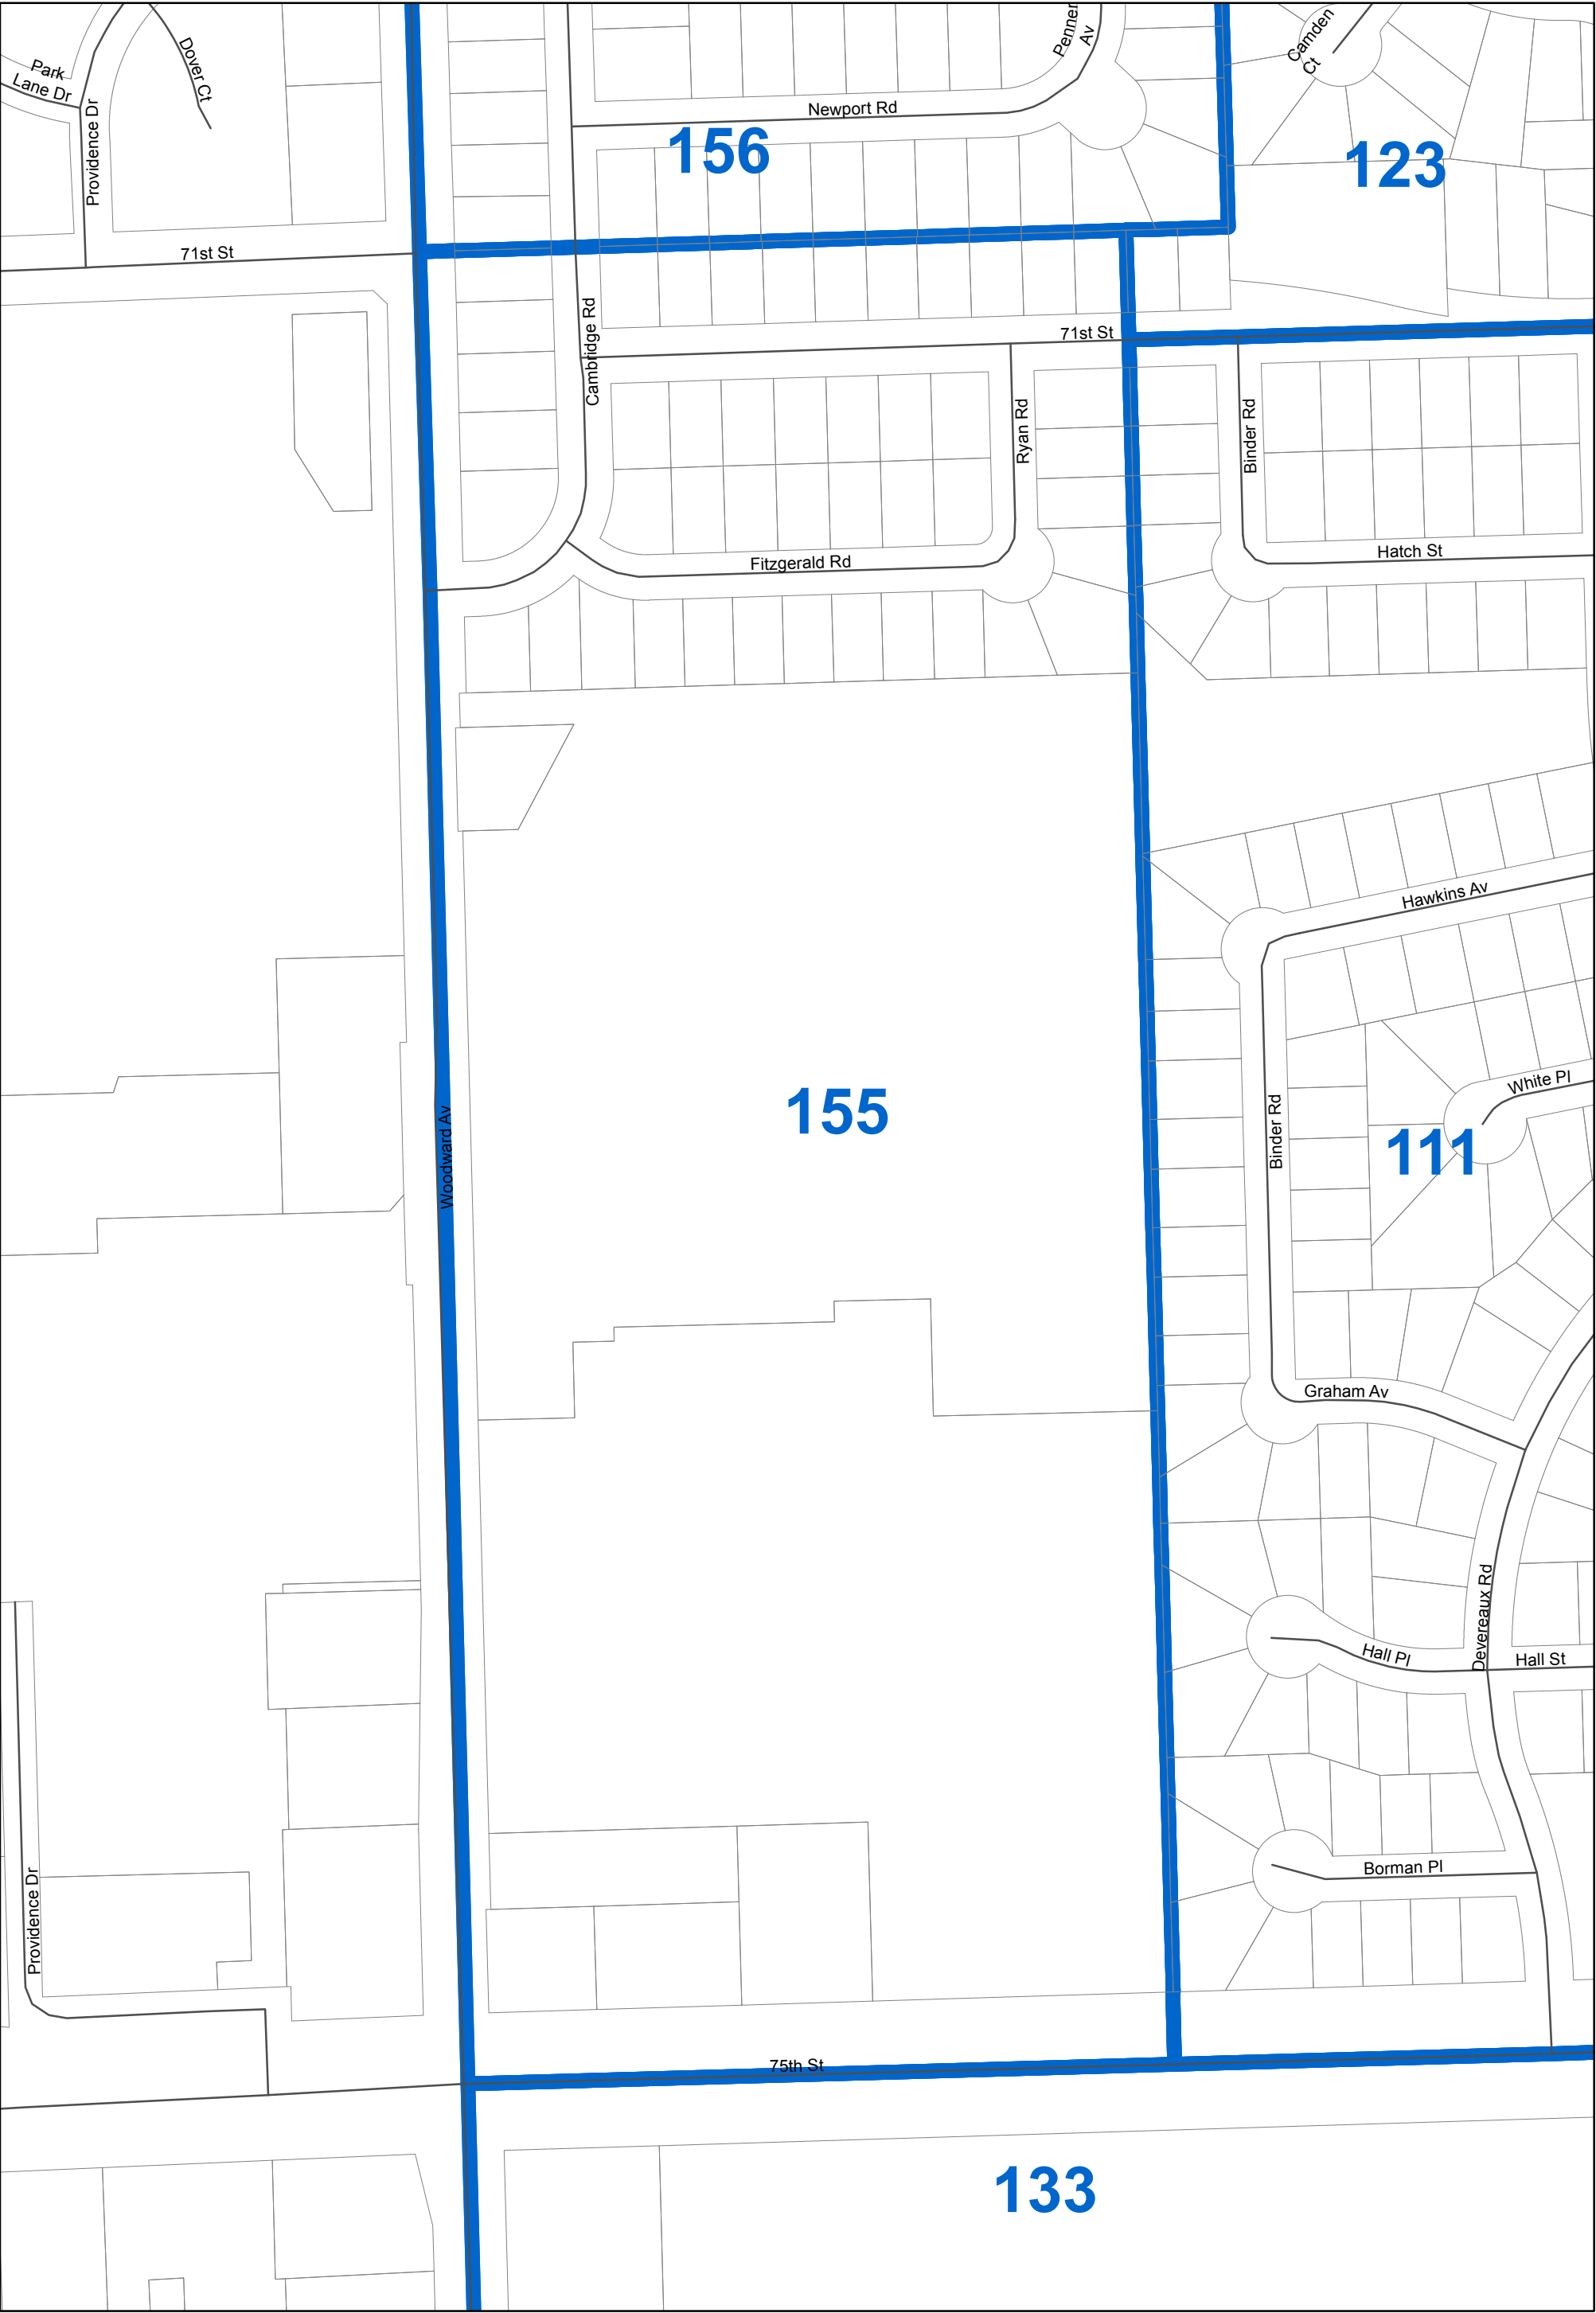 Park
Lane Dr
Providence Dr
Dover Ct
Newport Rd
Penner
Av
Camden
Ct
156
123
71st St
Cambridge Rd
71st St
Ryan Rd
Binder Rd
Fitzgerald Rd
Hatch St
Hawkins Av
White Pl
155
Woodward Av
Binder Rd
111
Graham Av
Devereaux Rd
Hall Pl
Hall St
Borman Pl
Providence Dr
75th St
133